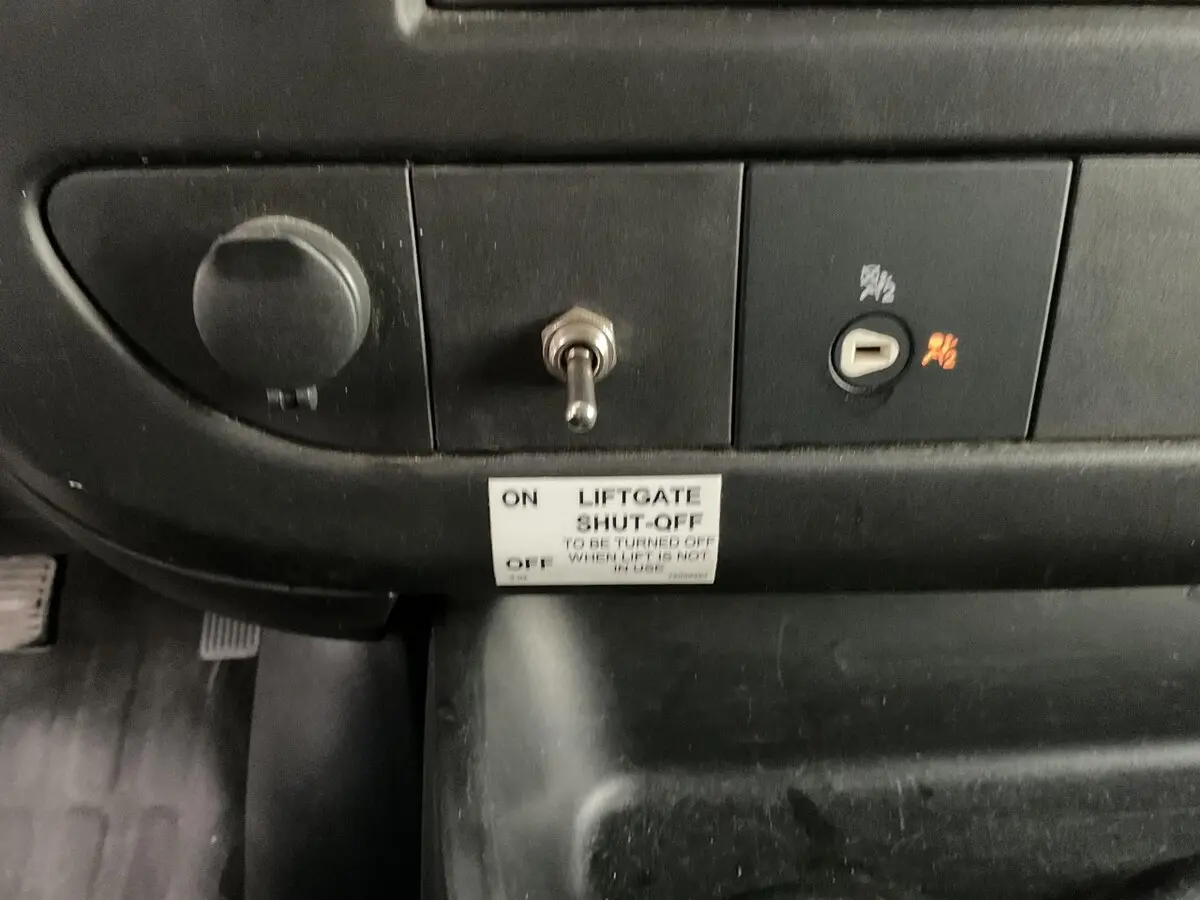 ON LIFTGATE
SHUT-OFF
TO BE TURNED OFF
OFF WHEN LIFT IS NOT
IN USE